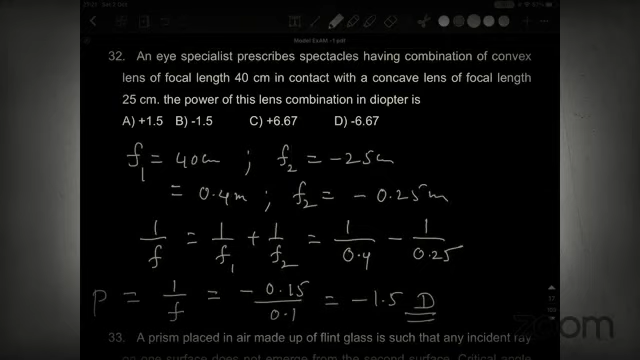 Model ExAM -1 pdf
32. An eye specialist prescribes spectacles having combination of convex
lens of focal length 40 cm in contact with a concave lens of focal length
25 cm. the power of this lens combination in diopter is
A) +1.5 B) -1.5 C) +6.67 D) -6.67
f₁ = 40cm ; f₂ = -25cm
= 0.4m ; f₂ = - 0.25m
1/f = 1/f₁ + 1/f₂ = 1/0.4 - 1/0.25
P = 1/f = - 0.15/0.1 = -1.5 D
17
zoom
33. A prism placed in air made up of flint glass is such that any incident ray
on one surface does not emerge from the second surface. Critical angle